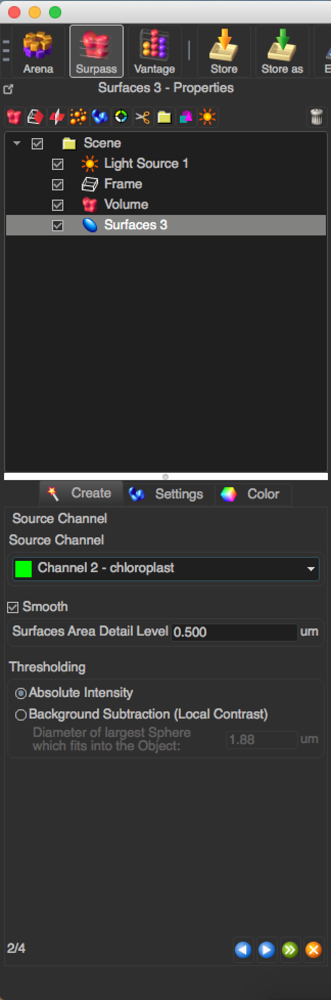 Arena Surpass Vantage Store Store as E
Surfaces 3 - Properties
Scene
Light Source 1
Frame
Volume
Surfaces 3
Create Settings Color
Source Channel
Source Channel
Channel 2 - chloroplast
Smooth
Surfaces Area Detail Level 0.500 um
Thresholding
Absolute Intensity
Background Subtraction (Local Contrast)
Diameter of largest Sphere
which fits into the Object: 1.88 um
2/4